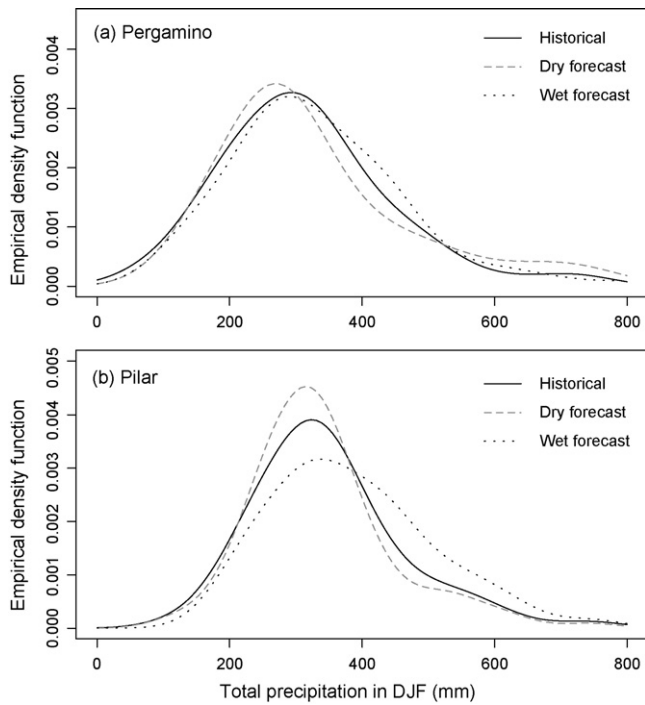 (a) Pergamino
Historical
Dry forecast
Wet forecast
Empirical density function
0.004
0.003
0.002
0.001
0.000
0 200 400 600 800
(b) Pilar
Historical
Dry forecast
Wet forecast
Empirical density function
0.005
0.004
0.003
0.002
0.001
0.000
0 200 400 600 800
Total precipitation in DJF (mm)